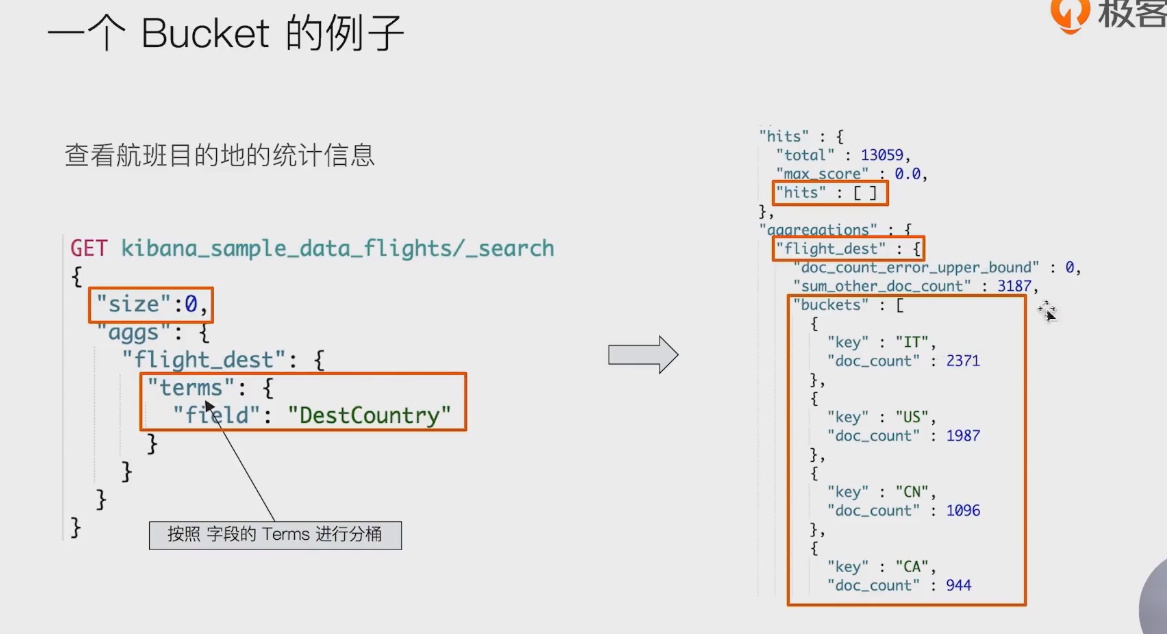 一个 Bucket 的例子
极客
查看航班目的地的统计信息
GET kibana_sample_data_flights/_search
{
"size":0,
"aggs": {
"flight_dest": {
"terms": {
"field": "DestCountry"
}
}
}
}
按照 字段的 Terms 进行分桶
"hits" : {
"total" : 13059,
"max_score" : 0.0,
"hits" : [ ]
},
"aggregations" : {
"flight_dest" : {
"doc_count_error_upper_bound" : 0,
"sum_other_doc_count" : 3187,
"buckets" : [
{
"key" : "IT",
"doc_count" : 2371
},
{
"key" : "US",
"doc_count" : 1987
},
{
"key" : "CN",
"doc_count" : 1096
},
{
"key" : "CA",
"doc_count" : 944